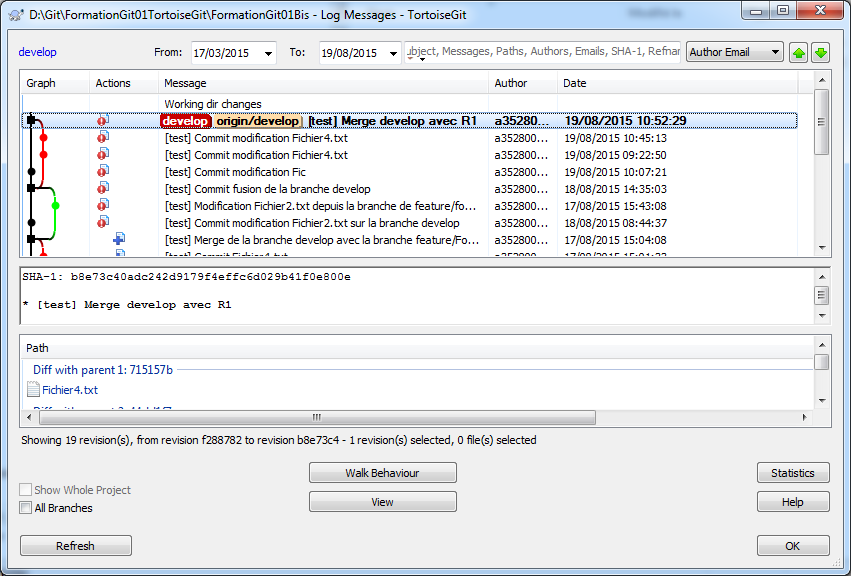 D:\Git\FormationGit01TortoiseGit\FormationGit01Bis - Log Messages - TortoiseGit
develop From: 17/03/2015 To: 19/08/2015 ubject, Messages, Paths, Authors, Emails, SHA-1, Refnar Author Email
Graph Actions Message Author Date
Working dir changes
develop origin/develop [test] Merge develop avec R1 a352800... 19/08/2015 10:52:29
[test] Commit modification Fichier4.txt a352800... 19/08/2015 10:45:13
[test] Commit modification Fichier4.txt a352800... 19/08/2015 09:22:50
[test] Commit modification Fic a352800... 19/08/2015 10:07:21
[test] Commit fusion de la branche develop a352800... 18/08/2015 14:35:03
[test] Modification Fichier2.txt depuis la branche de feature/fo... a352800... 17/08/2015 15:43:08
[test] Commit modification Fichier2.txt sur la branche develop a352800... 18/08/2015 08:44:37
[test] Merge de la branche develop avec la branche feature/Fo... a352800... 17/08/2015 15:04:08
SHA-1: b8e73c40adc242d9179f4effc6d029b41f0e800e
* [test] Merge develop avec R1
Path
Diff with parent 1: 715157b
Fichier4.txt
Showing 19 revision(s), from revision f288782 to revision b8e73c4 - 1 revision(s) selected, 0 file(s) selected
Walk Behaviour Statistics
Show Whole Project
All Branches View Help
Refresh OK